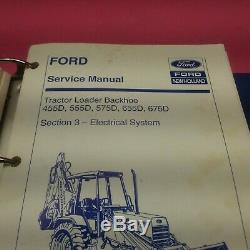 FORD
Service Manual
Ford
FORD
NEW HOLLAND
Tractor Loader Backhoe
455D, 555D, 575D, 655D, 675D
Section 3 - Electrical System